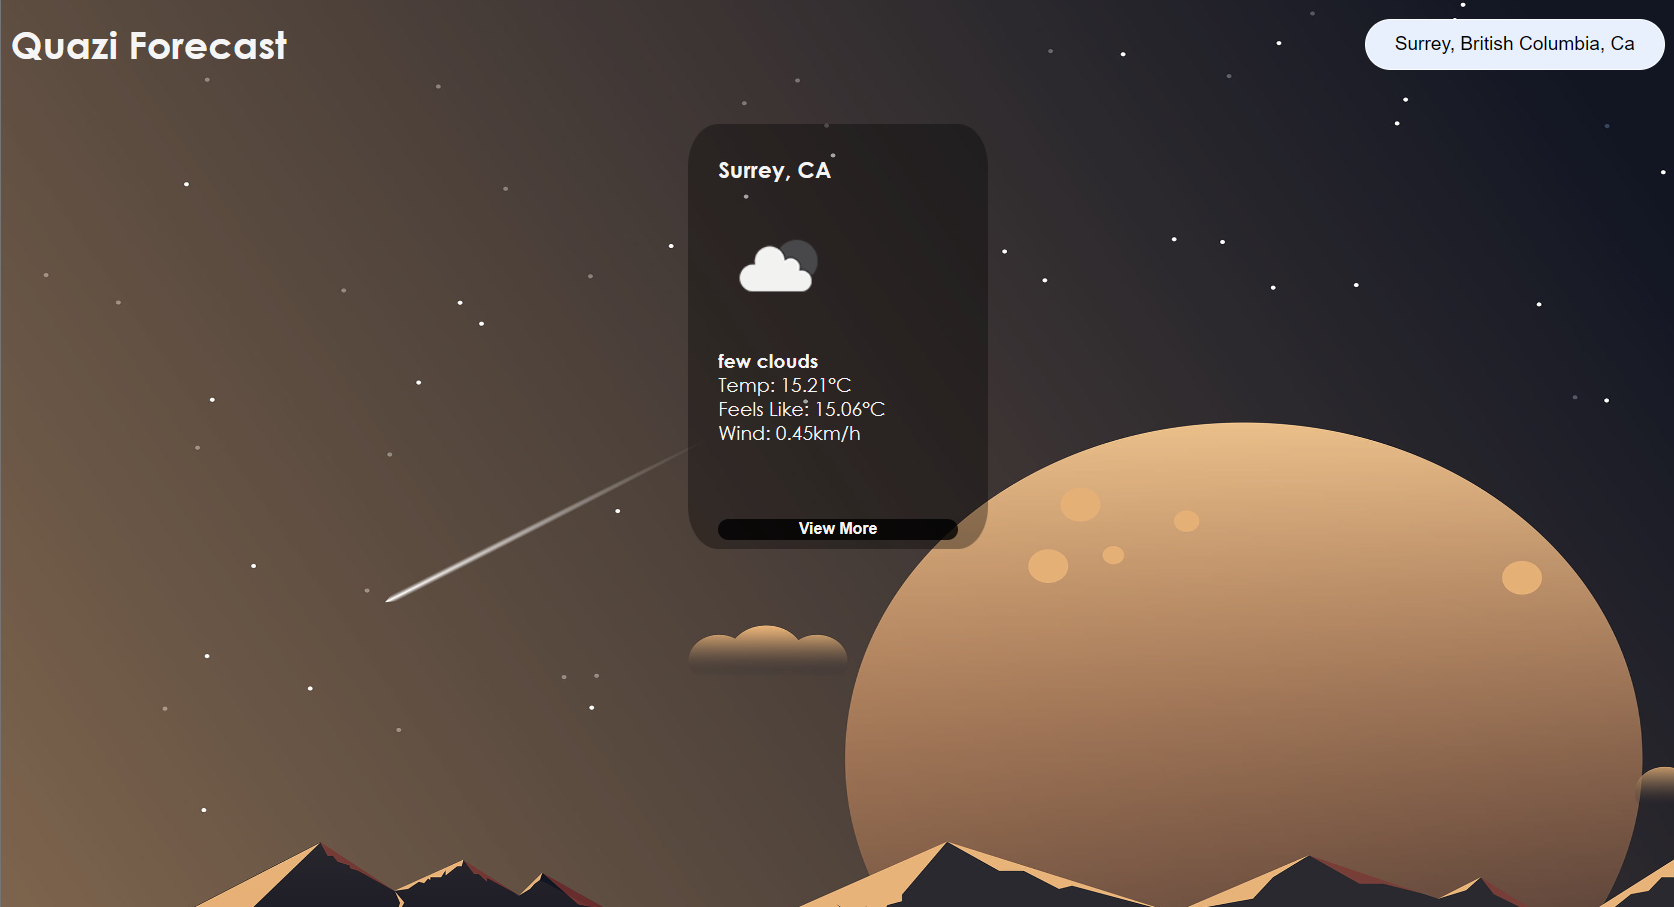 Quazi Forecast
Surrey, British Columbia, Ca
Surrey, CA
few clouds
Temp: 15.21°C
Feels Like: 15.06°C
Wind: 0.45km/h
View More